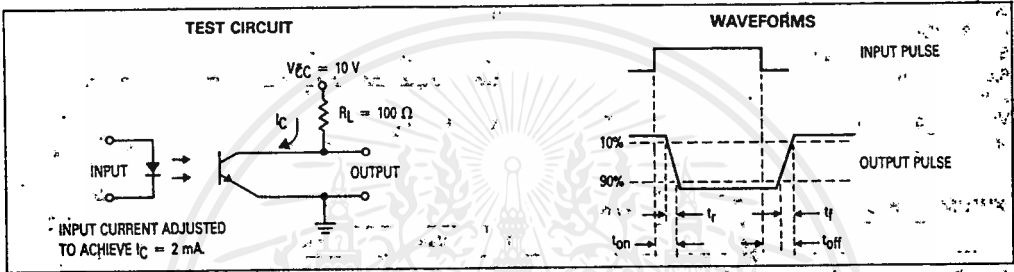 TEST CIRCUIT
VCC = 10 V
IC
RL = 100 Ω
INPUT
OUTPUT
INPUT CURRENT ADJUSTED
TO ACHIEVE IC = 2 mA.
WAVEFORMS
INPUT PULSE
10%
OUTPUT PULSE
90%
tr
tf
ton
toff